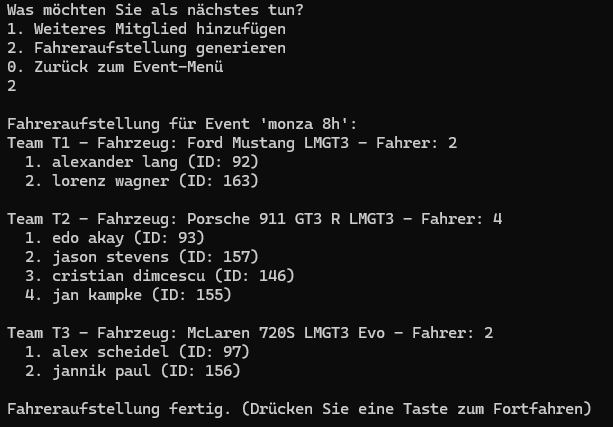 Was möchten Sie als nächstes tun?
1. Weiteres Mitglied hinzufügen
2. Fahreraufstellung generieren
0. Zurück zum Event-Menü
2
Fahreraufstellung für Event 'monza 8h':
Team T1 - Fahrzeug: Ford Mustang LMGT3 - Fahrer: 2
1. alexander lang (ID: 92)
2. lorenz wagner (ID: 163)
Team T2 - Fahrzeug: Porsche 911 GT3 R LMGT3 - Fahrer: 4
1. edo akay (ID: 93)
2. jason stevens (ID: 157)
3. cristian dimcescu (ID: 146)
4. jan kampke (ID: 155)
Team T3 - Fahrzeug: McLaren 720S LMGT3 Evo - Fahrer: 2
1. alex scheidel (ID: 97)
2. jannik paul (ID: 156)
Fahreraufstellung fertig. (Drücken Sie eine Taste zum Fortfahren)